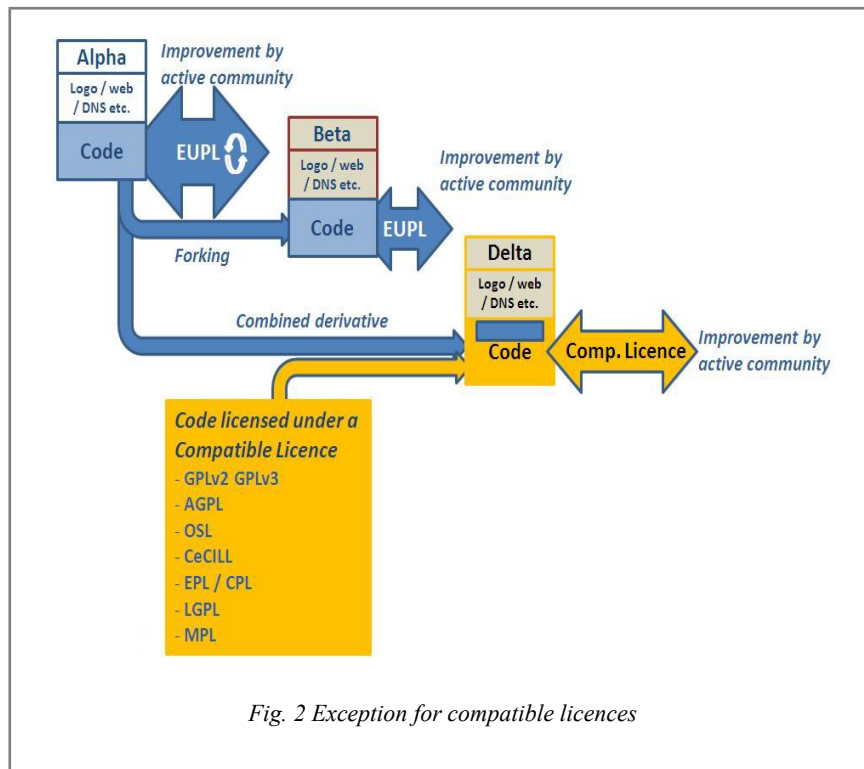 Alpha
Logo / web
/ DNS etc.
Code
Improvement by
active community
EUPL
Beta
Logo / web
/ DNS etc.
Code
Improvement by
active community
EUPL
Forking
Delta
Logo / web
/ DNS etc.
Code
Combined derivative
Comp. Licence
Improvement by
active community
Code licensed under a
Compatible Licence
- GPLv2 GPLv3
- AGPL
- OSL
- CeCILL
- EPL / CPL
- LGPL
- MPL
Fig. 2 Exception for compatible licences